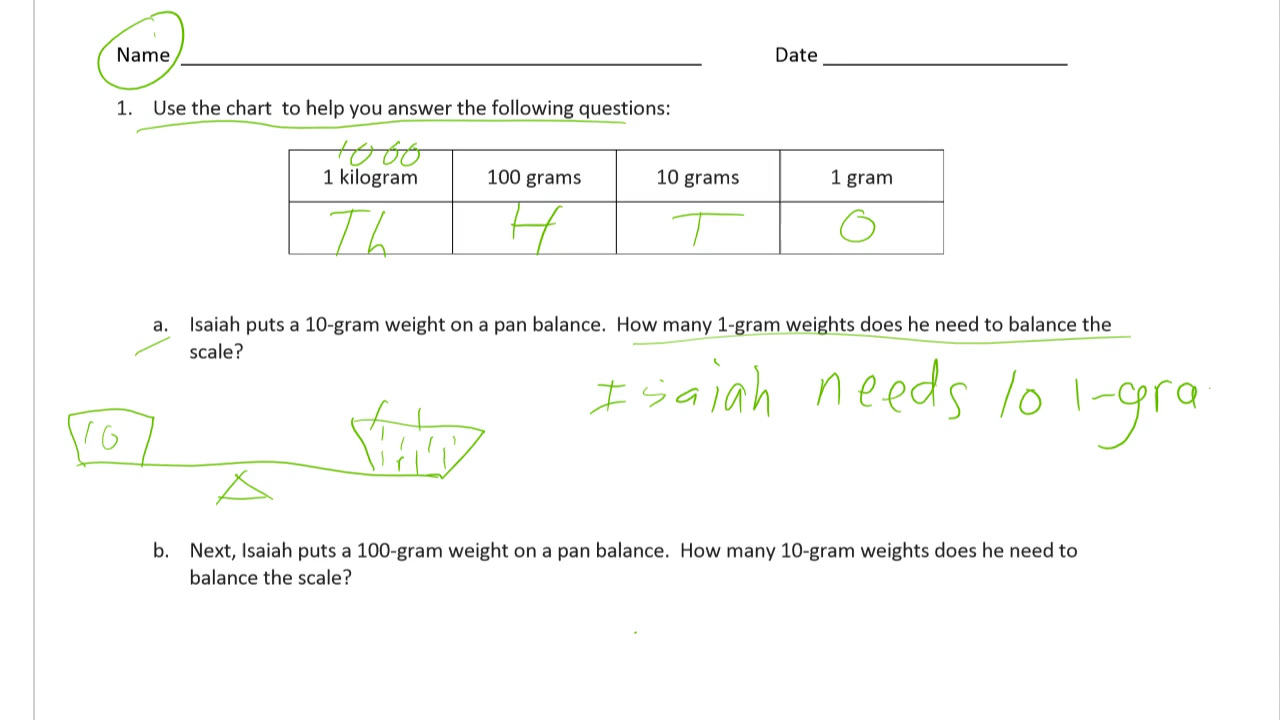 Name Date
1. Use the chart to help you answer the following questions:
1000
1 kilogram 100 grams 10 grams 1 gram
Th H T O
a. Isaiah puts a 10-gram weight on a pan balance. How many 1-gram weights does he need to balance the
scale?
Isaiah needs 10 1-gra
10
b. Next, Isaiah puts a 100-gram weight on a pan balance. How many 10-gram weights does he need to
balance the scale?